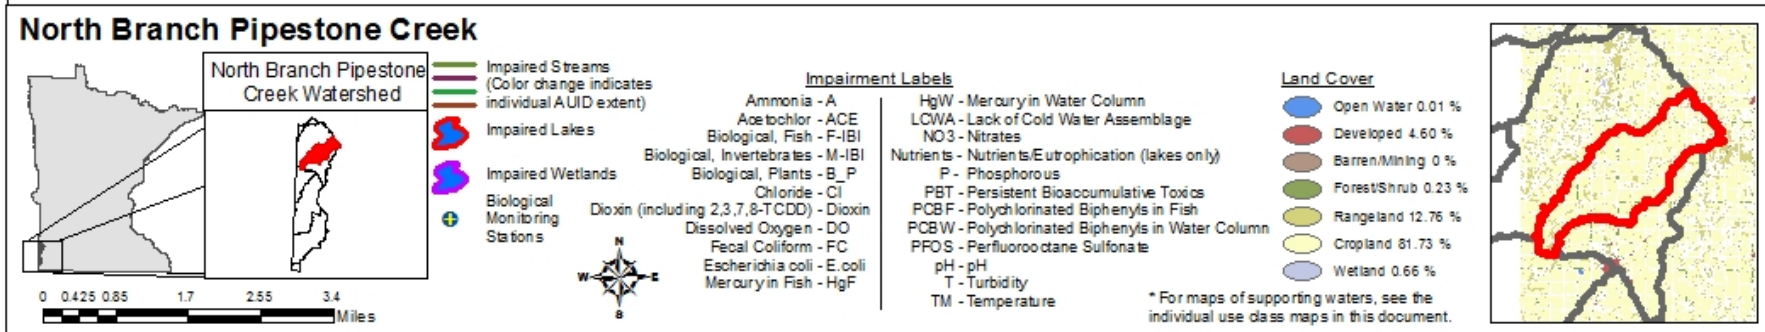 North Branch Pipestone Creek
North Branch Pipestone
Creek Watershed
0 0.425 0.85 1.7 2.55 3.4
Miles
Impaired Streams
(Color change indicates
individual AUID extent)
Impaired Lakes
Impaired Wetlands
Biological
Monitoring
Stations
N
W E
S
Impairment Labels
Ammonia - A
Acetochlor - ACE
Biological, Fish - F-IBI
Biological, Invertebrates - M-IBI
Biological, Plants - B_P
Chloride - Cl
Dioxin (including 2,3,7,8-TCDD) - Dioxin
Dissolved Oxygen - DO
Fecal Coliform - FC
Escherichia coli - E.coli
Mercury in Fish - HgF
HgW - Mercury in Water Column
LCWA - Lack of Cold Water Assemblage
NO3 - Nitrates
Nutrients - Nutrients/Eutrophication (lakes only)
P - Phosphorous
PBT - Persistent Bioaccumulative Toxics
PCBF - Polychlorinated Biphenyls in Fish
PCBW - Polychlorinated Biphenyls in Water Column
PFOS - Perfluorooctane Sulfonate
pH - pH
T - Turbidity
TM - Temperature
Land Cover
Open Water 0.01 %
Developed 4.60 %
Barren/Mining 0 %
Forest/Shrub 0.23 %
Rangeland 12.76 %
Cropland 81.73 %
Wetland 0.66 %
* For maps of supporting waters, see the
individual use class maps in this document.